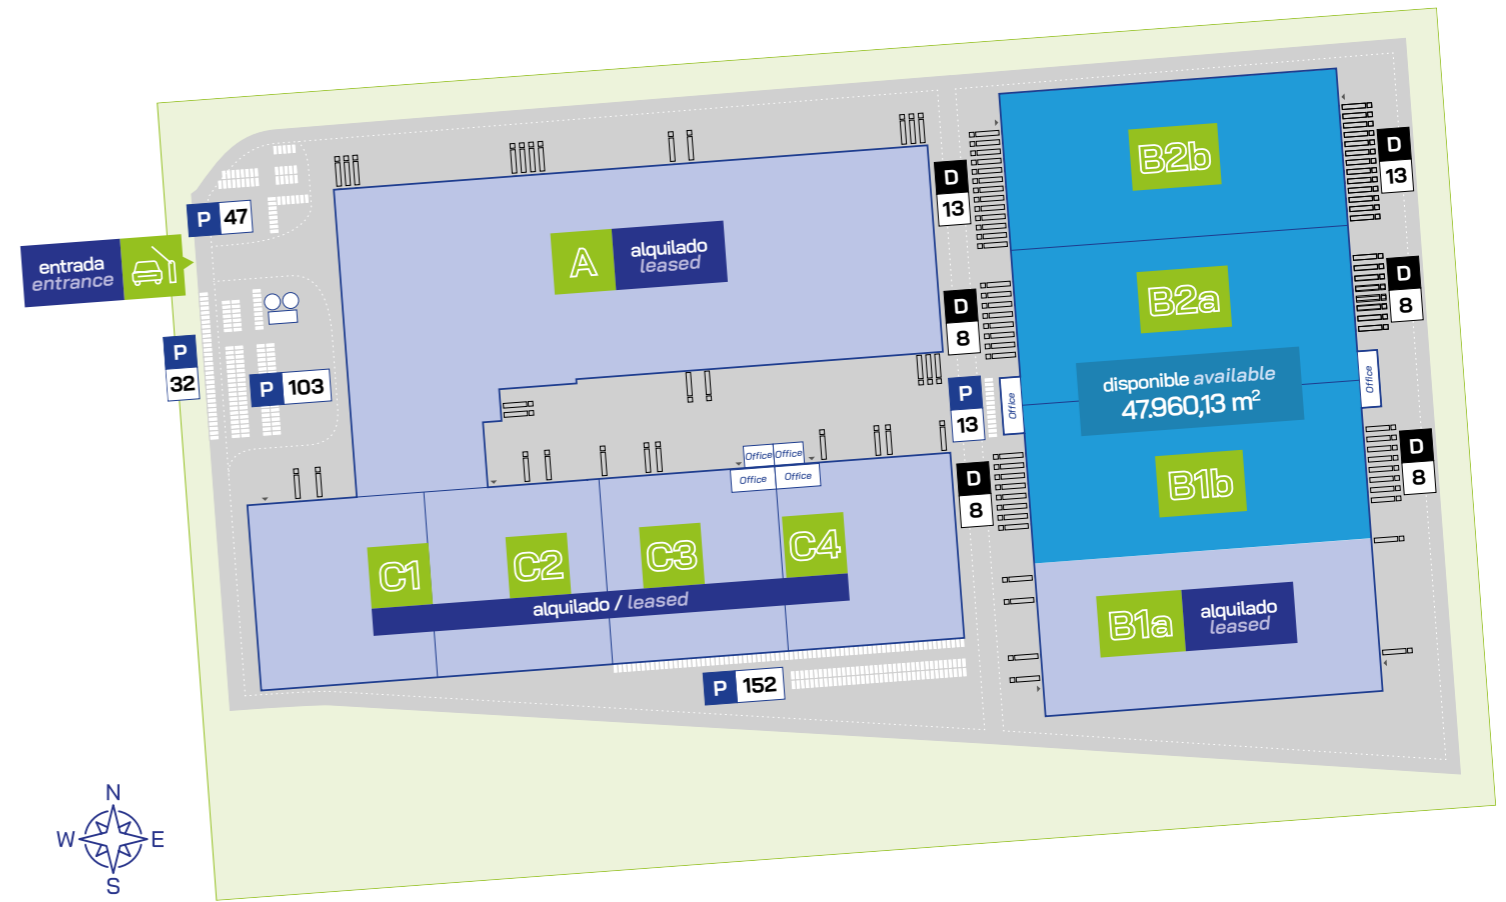 B2b
D
13
D
13
P 47
A
alquilado
leased
entrada
entrance
B2a
D
8
D
8
P
32
P 103
disponible available
47.960,13 m²
Office
Office
P
13
Office Office
Office Office
D
8
D
8
B1b
C1
C2
C3
C4
alquilado / leased
B1a
alquilado
leased
P 152
N
W E
S